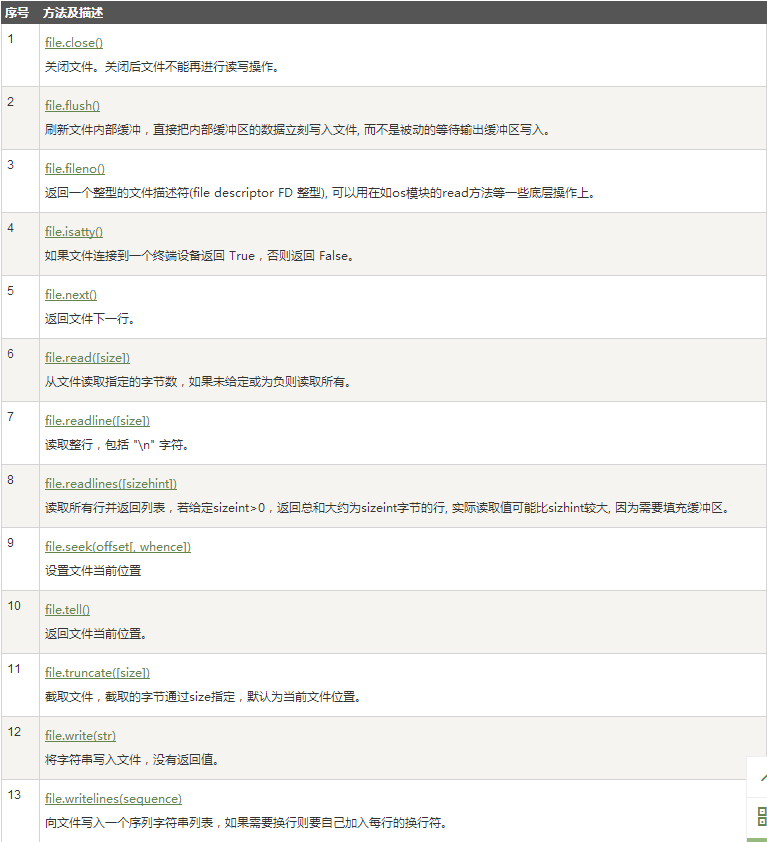 序号 方法及描述
1 file.close()
关闭文件。关闭后文件不能再进行读写操作。
2 file.flush()
刷新文件内部缓冲，直接把内部缓冲区的数据立刻写入文件, 而不是被动的等待输出缓冲区写入。
3 file.fileno()
返回一个整型的文件描述符(file descriptor FD 整型), 可以用在如os模块的read方法等一些底层操作上。
4 file.isatty()
如果文件连接到一个终端设备返回 True，否则返回 False。
5 file.next()
返回文件下一行。
6 file.read([size])
从文件读取指定的字节数，如果未给定或为负则读取所有。
7 file.readline([size])
读取整行，包括 "\n" 字符。
8 file.readlines([sizehint])
读取所有行并返回列表，若给定sizeint>0，返回总和大约为sizeint字节的行, 实际读取值可能比sizhint较大, 因为需要填充缓冲区。
9 file.seek(offset[, whence])
设置文件当前位置
10 file.tell()
返回文件当前位置。
11 file.truncate([size])
截取文件，截取的字节通过size指定，默认为当前文件位置。
12 file.write(str)
将字符串写入文件，没有返回值。
13 file.writelines(sequence)
向文件写入一个序列字符串列表，如果需要换行则要自己加入每行的换行符。